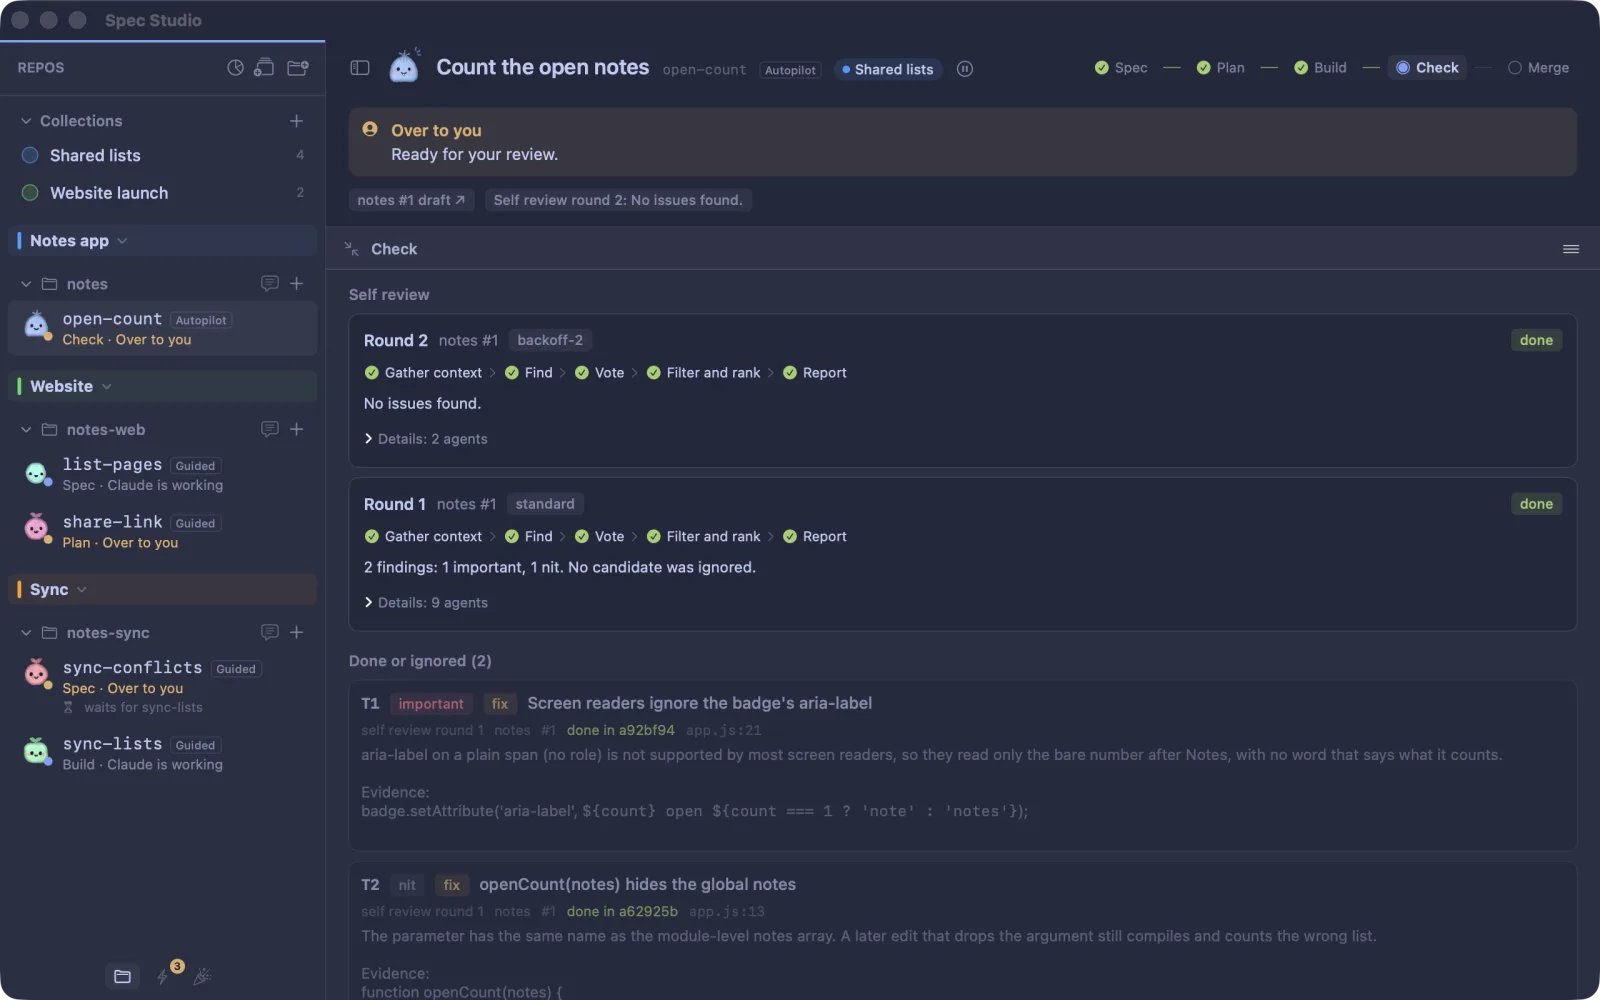 Spec Studio
REPOS
Collections
Shared lists 4
Website launch 2
Notes app
notes
open-count Autopilot
Check · Over to you
Website
notes-web
list-pages Guided
Spec · Claude is working
share-link Guided
Plan · Over to you
Sync
notes-sync
sync-conflicts Guided
Spec · Over to you
waits for sync-lists
sync-lists Guided
Build · Claude is working
3
Count the open notes open-count Autopilot Shared lists
Spec Plan Build Check Merge
Over to you
Ready for your review.
notes #1 draft ↗ Self review round 2: No issues found.
Check
Self review
Round 2 notes #1 backoff-2 done
Gather context > Find > Vote > Filter and rank > Report
No issues found.
Details: 2 agents
Round 1 notes #1 standard done
Gather context > Find > Vote > Filter and rank > Report
2 findings: 1 important, 1 nit. No candidate was ignored.
Details: 9 agents
Done or ignored (2)
T1 important fix Screen readers ignore the badge's aria-label
self review round 1 notes #1 done in a92bf94 app.js:21
aria-label on a plain span (no role) is not supported by most screen readers, so they read only the bare number after Notes, with no word that says what it counts.
Evidence:
badge.setAttribute('aria-label', ${count} open ${count === 1 ? 'note' : 'notes'});
T2 nit fix openCount(notes) hides the global notes
self review round 1 notes #1 done in a62925b app.js:13
The parameter has the same name as the module-level notes array. A later edit that drops the argument still compiles and counts the wrong list.
Evidence:
function openCount(notes) {